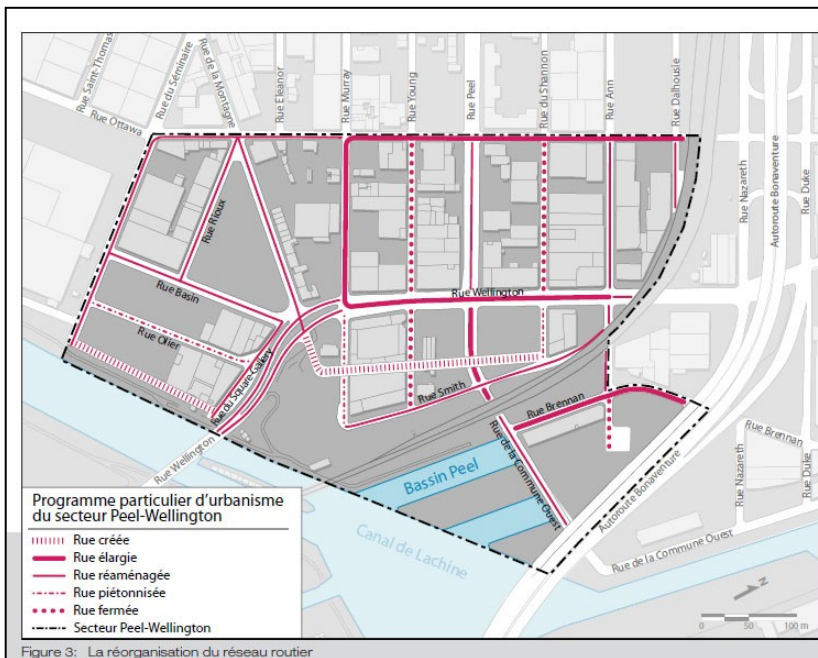 Rue Saint-Thomas
Rue du Séminaire
Rue de la Montagne
Rue Eleanor
Rue Murray
Rue Young
Rue Peel
Rue du Shannon
Rue Ann
Rue Dalhousie
Rue Ottawa
Rue Nazareth
Autoroute Bonaventure
Rue Duke
Rue Rioux
Rue Basin
Rue Wellington
Rue Olier
Rue du Square-Gallery
Rue Smith
Rue Brennan
Rue Wellington
Rue de la Commune Ouest
Bassin Peel
Autoroute Bonaventure
Rue Brennan
Rue Nazareth
Rue Duke
Canal de Lachine
Rue de la Commune Ouest
Programme particulier d'urbanisme
du secteur Peel-Wellington
Rue créée
Rue élargie
Rue réaménagée
Rue piétonnisée
Rue fermée
Secteur Peel-Wellington
N
0 50 100 m
Figure 3: La réorganisation du réseau routier